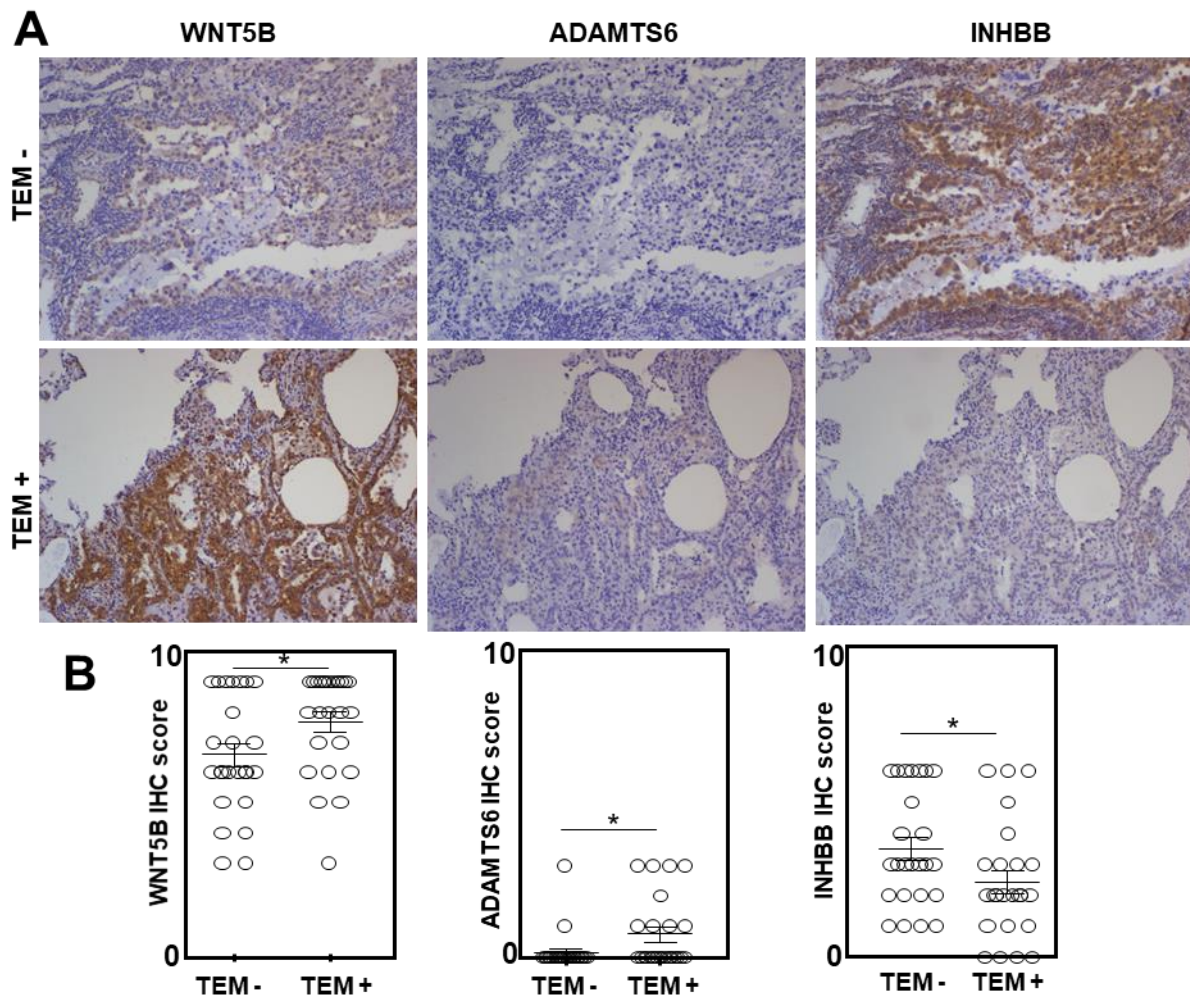 A
WNT5B
ADAMTS6
INHBB
TEM -
TEM +
B
10
WNT5B IHC score
0
*
TEM -
TEM +
10
ADAMTS6 IHC score
0
*
TEM -
TEM +
10
INHBB IHC score
0
*
TEM -
TEM +